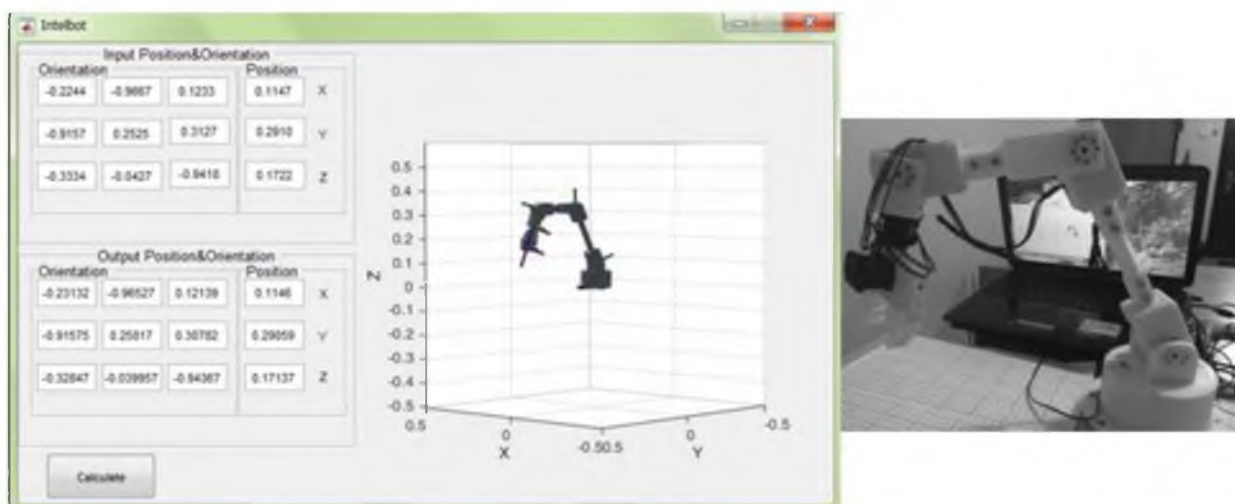 Intelbot
Input Position&Orientation
Orientation Position
-0.2244 -0.9667 0.1233 0.1147 X
-0.9157 0.2525 0.3127 0.2910 Y
-0.3334 -0.0427 -0.9418 0.1722 Z
Output Position&Orientation
Orientation Position
-0.23132 -0.96527 0.12139 0.1146 X
-0.91575 0.25817 0.30782 0.29059 Y
-0.32847 -0.039957 -0.94367 0.17137 Z
Calculate
0.5
0.4
0.3
0.2
0.1
0
-0.1
-0.2
-0.3
-0.4
-0.5
Z
0.5 0 -0.5 0.5 0 -0.5
X Y